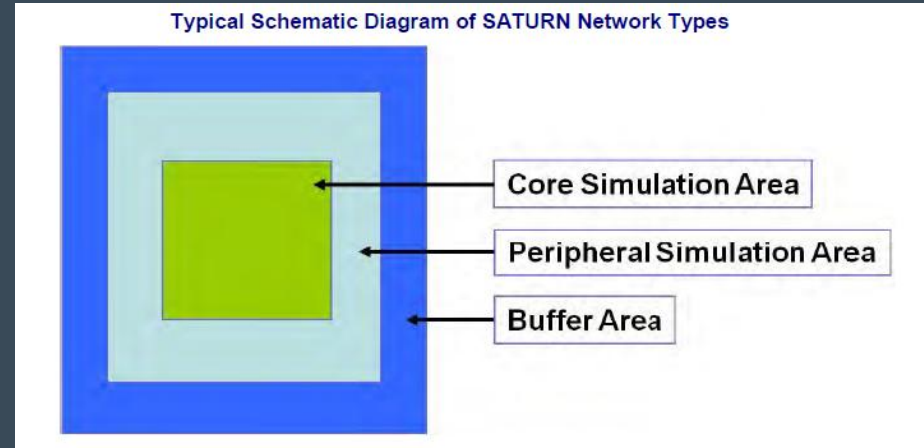 Typical Schematic Diagram of SATURN Network Types
Core Simulation Area
Peripheral Simulation Area
Buffer Area